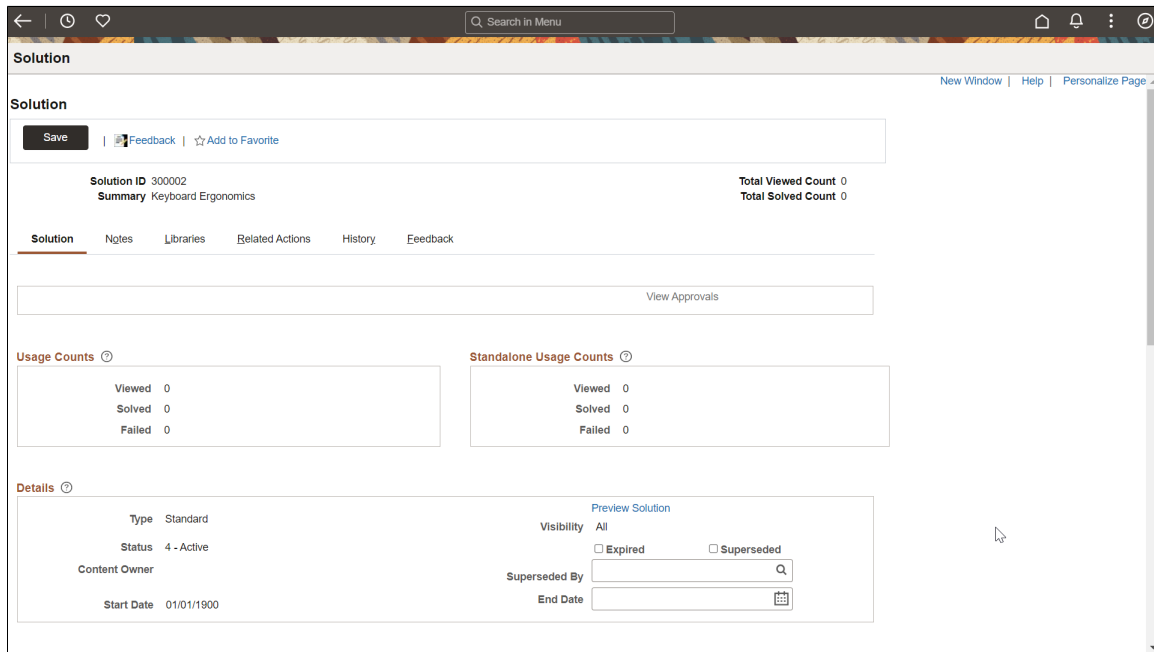 Search in Menu
Solution
New Window | Help | Personalize Page
Solution
Save | Feedback | Add to Favorite
Solution ID 300002 Total Viewed Count 0
Summary Keyboard Ergonomics Total Solved Count 0
Solution Notes Libraries Related Actions History Feedback
View Approvals
Usage Counts ? Standalone Usage Counts ?
Viewed 0 Viewed 0
Solved 0 Solved 0
Failed 0 Failed 0
Details ?
Preview Solution
Type Standard Visibility All
Status 4 - Active Expired Superseded
Content Owner Superseded By
Start Date 01/01/1900 End Date